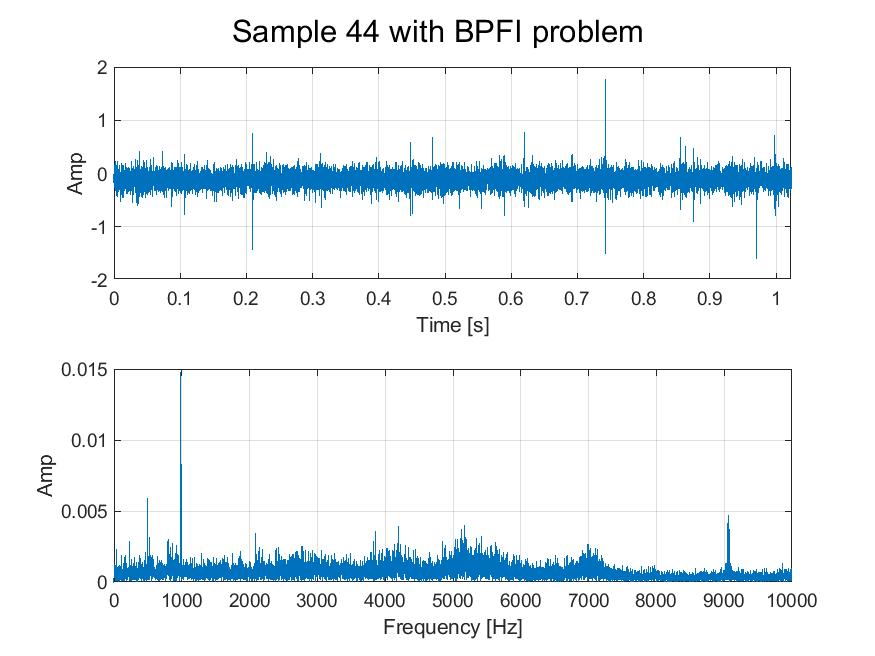 Sample 44 with BPFI problem
2
1
0
-1
-2
Amp
0 0.1 0.2 0.3 0.4 0.5 0.6 0.7 0.8 0.9 1
Time [s]
0.015
0.01
0.005
0
Amp
0 1000 2000 3000 4000 5000 6000 7000 8000 9000 10000
Frequency [Hz]